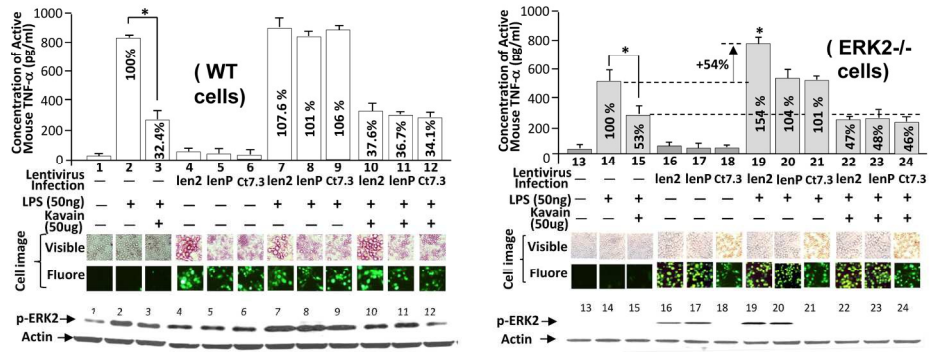 Concentration of Active
Mouse TNF-α (pg/ml)
1000
800
600
400
200
0
*
( WT
cells)
100%
32.4%
107.6 %
101 %
106 %
37.6%
36.7%
34.1%
1 2 3 4 5 6 7 8 9 10 11 12
Lentivirus
Infection
— — — len2 lenP Ct7.3 len2 lenP Ct7.3 len2 lenP Ct7.3
LPS (50ng) — + + — — — + + + + + +
Kavain
(50ug) — — + — — — — — — + + +
Cell image
Visible
Fluore
1 2 3 4 5 6 7 8 9 10 11 12
p-ERK2
Actin
Concentration of Active
Mouse TNF-α (pg/ml)
1000
800
600
400
200
0
*
*
+54%
( ERK2-/-
cells)
100 %
53%
154 %
104 %
101 %
47%
48%
46%
13 14 15 16 17 18 19 20 21 22 23 24
Lentivirus
Infection
— — — len2 lenP Ct7.3 len2 lenP Ct7.3 len2 lenP Ct7.3
LPS (50ng) — + + — — — + + + + + +
Kavain
(50ug) — — + — — — — — — + + +
Cell image
Visible
Fluore
13 14 15 16 17 18 19 20 21 22 23 24
p-ERK2
Actin